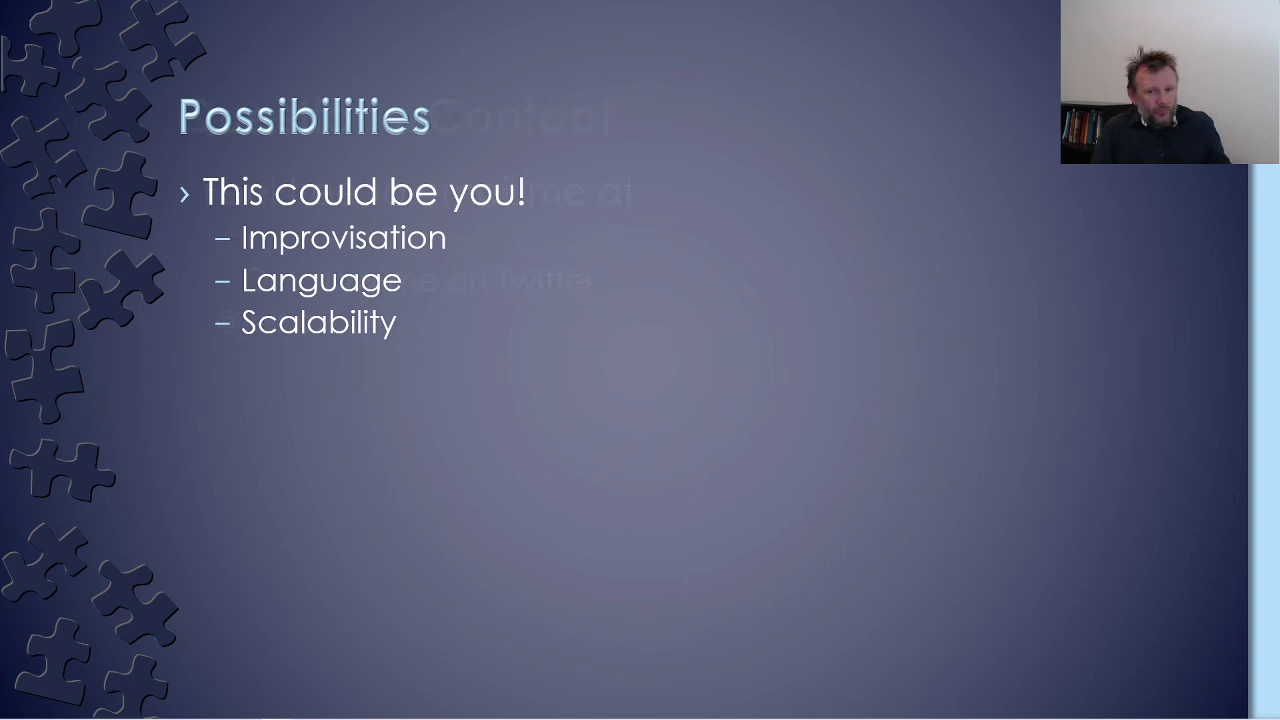 Possibilities
› This could be you!
– Improvisation
– Language
– Scalability